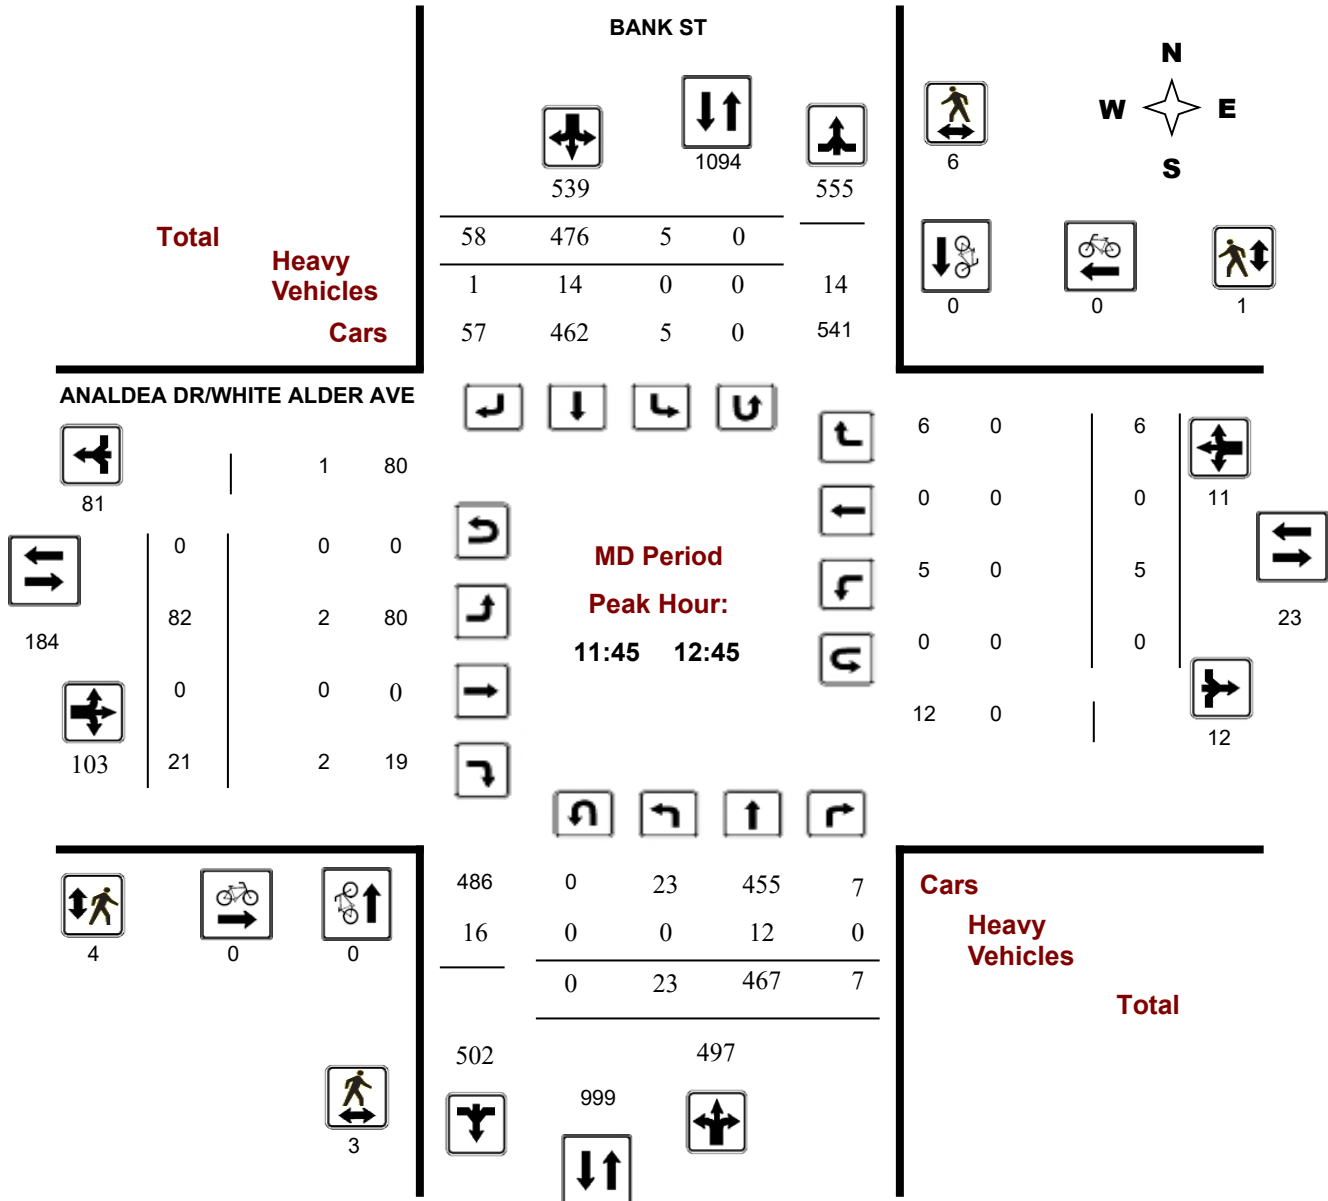 BANK ST
N
W E
S
1094
6
539 555
Total 58 476 5 0
Heavy
Vehicles 1 14 0 0 14
0 0 1
Cars 57 462 5 0 541
ANALDEA DR/WHITE ALDER AVE
6 0 6
1 80
81
0 0 0 11
0 0 0
MD Period
5 0 5
82 2 80
Peak Hour:
23
184
11:45 12:45
0 0 0
0 0 0
12 0
12
103 21 2 19
486 0 23 455 7 Cars
16 0 0 12 0 Heavy
Vehicles
4 0 0
0 23 467 7
Total
502 497
999
3